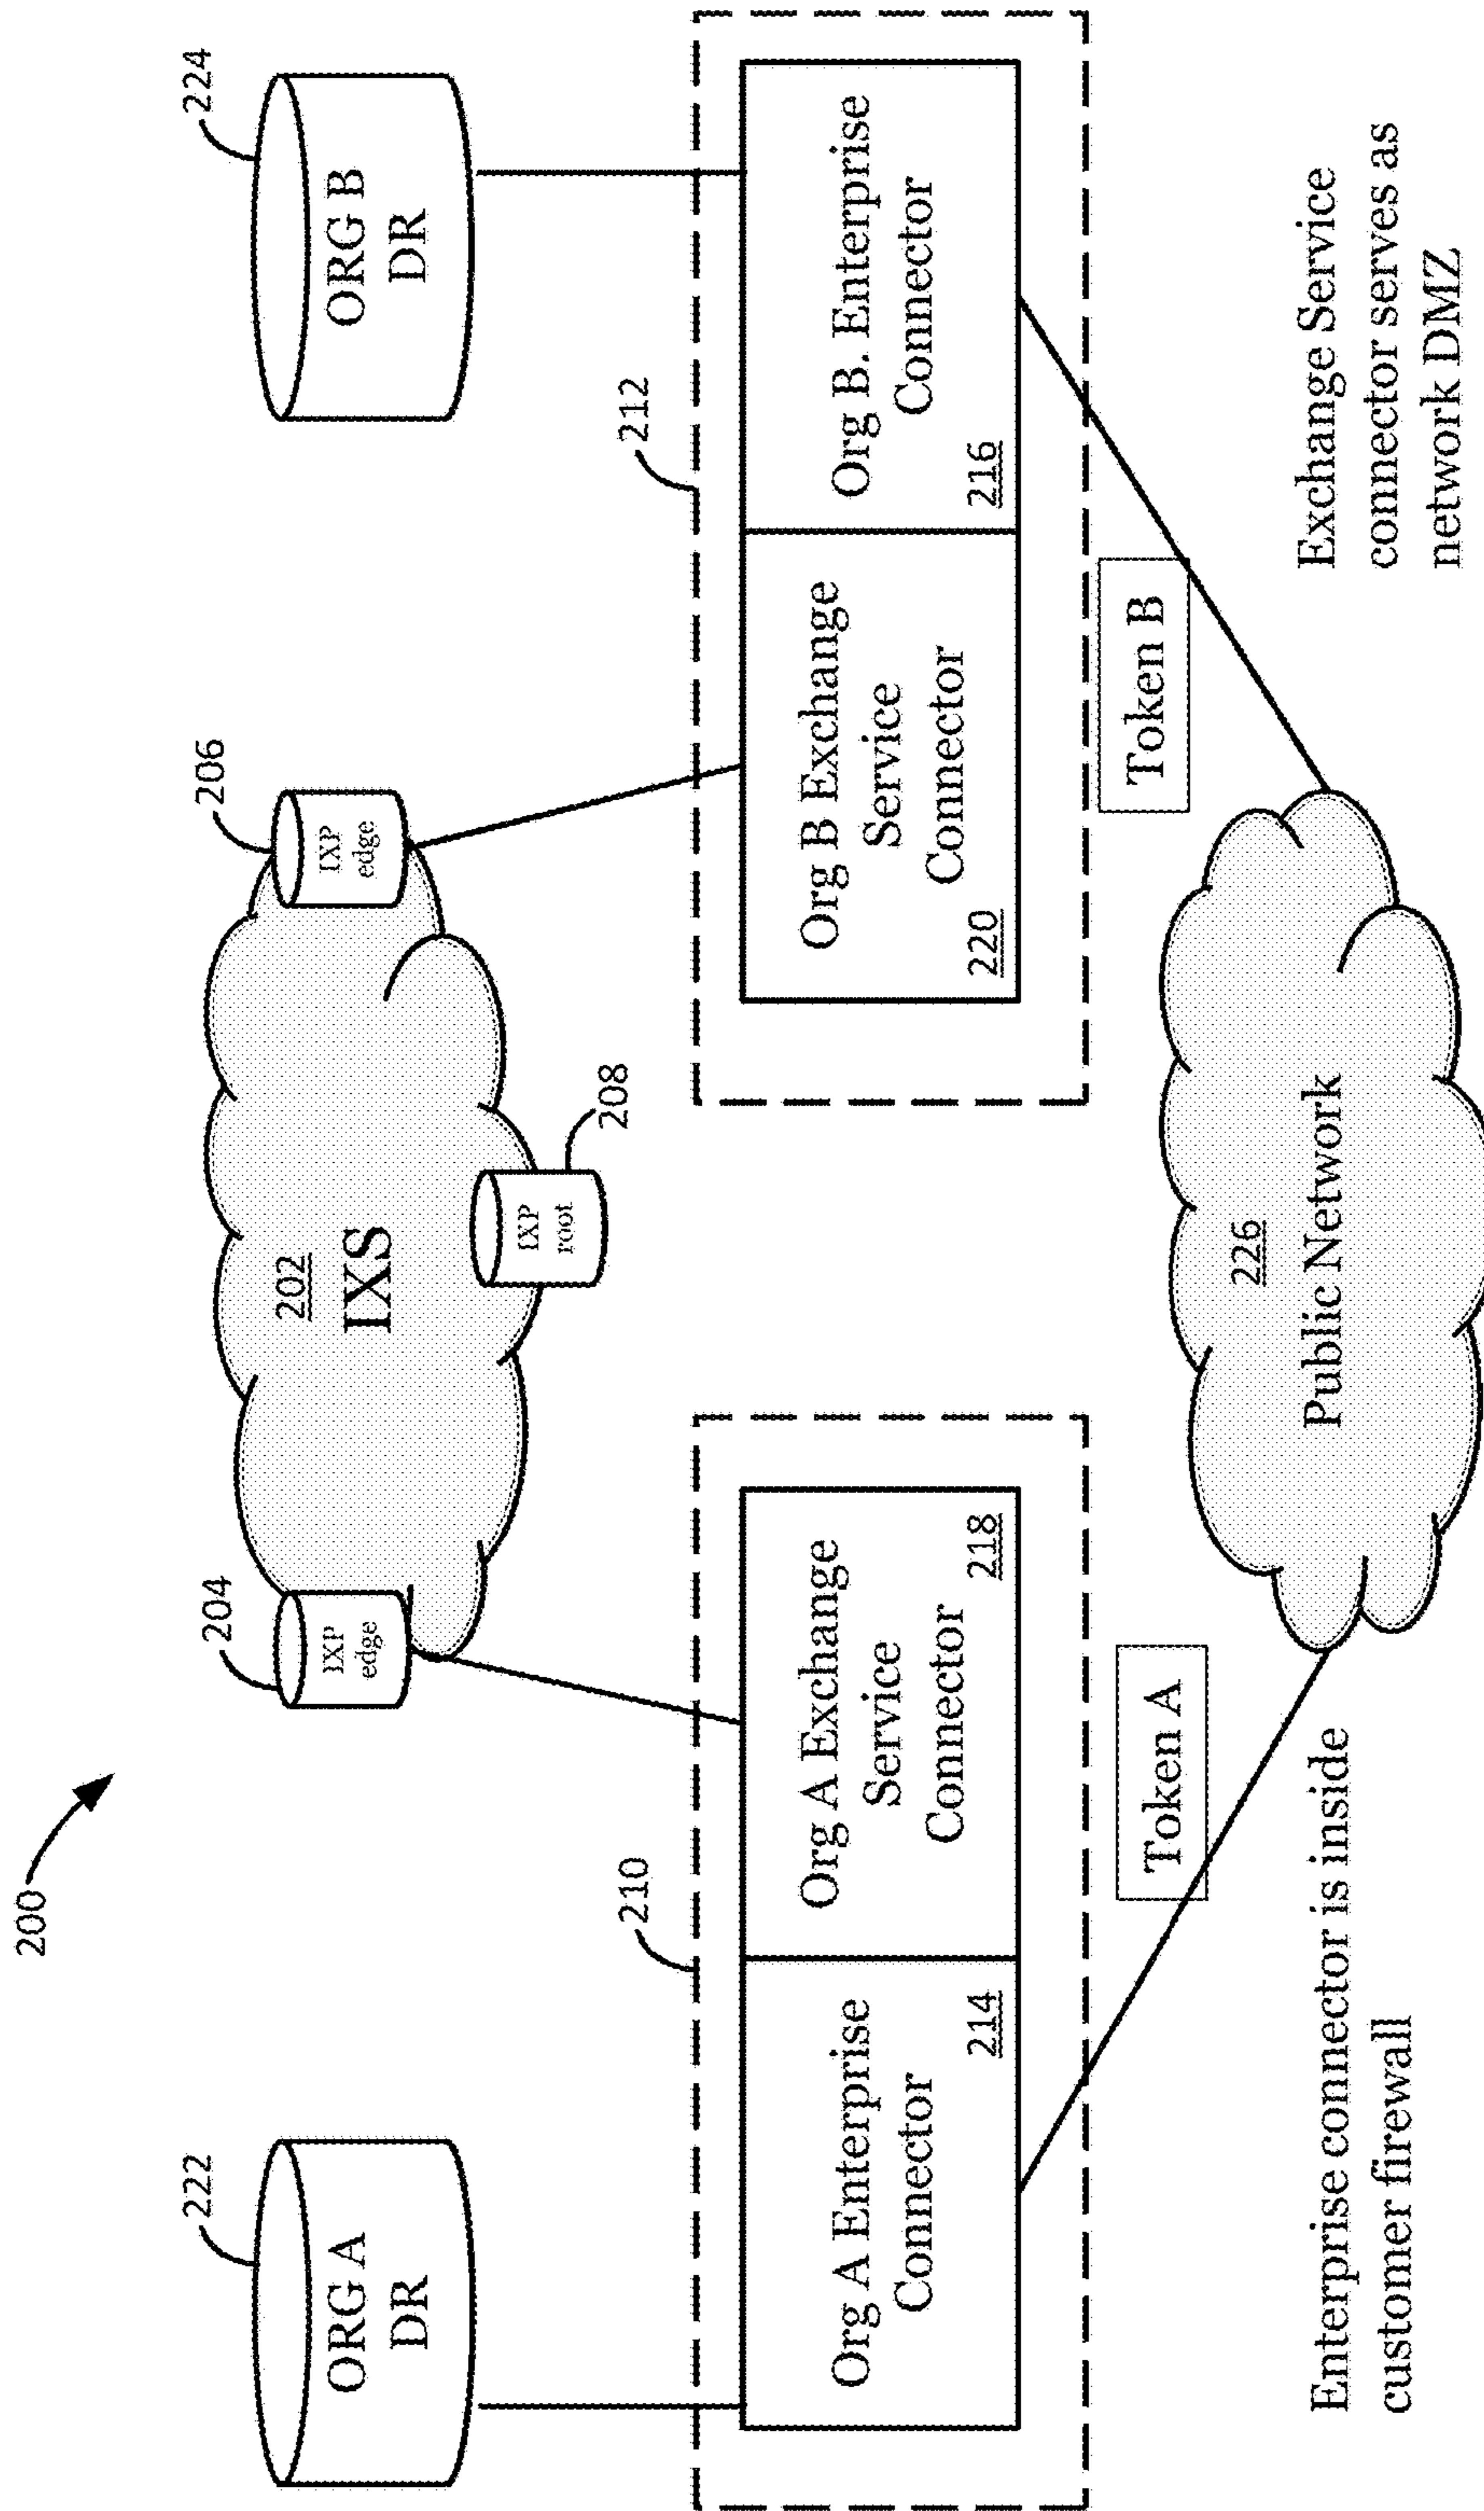 200
222
ORG A
DR
204
IXP
edge
202
IXS
IXP
root
208
206
IXP
edge
224
ORG B
DR
210
Org A Enterprise
Connector
214
Org A Exchange
Service
Connector
218
212
Org B Exchange
Service
Connector
220
Org B. Enterprise
Connector
216
Token A
Token B
226
Public Network
Enterprise connector is inside
customer firewall
Exchange Service
connector serves as
network DMZ